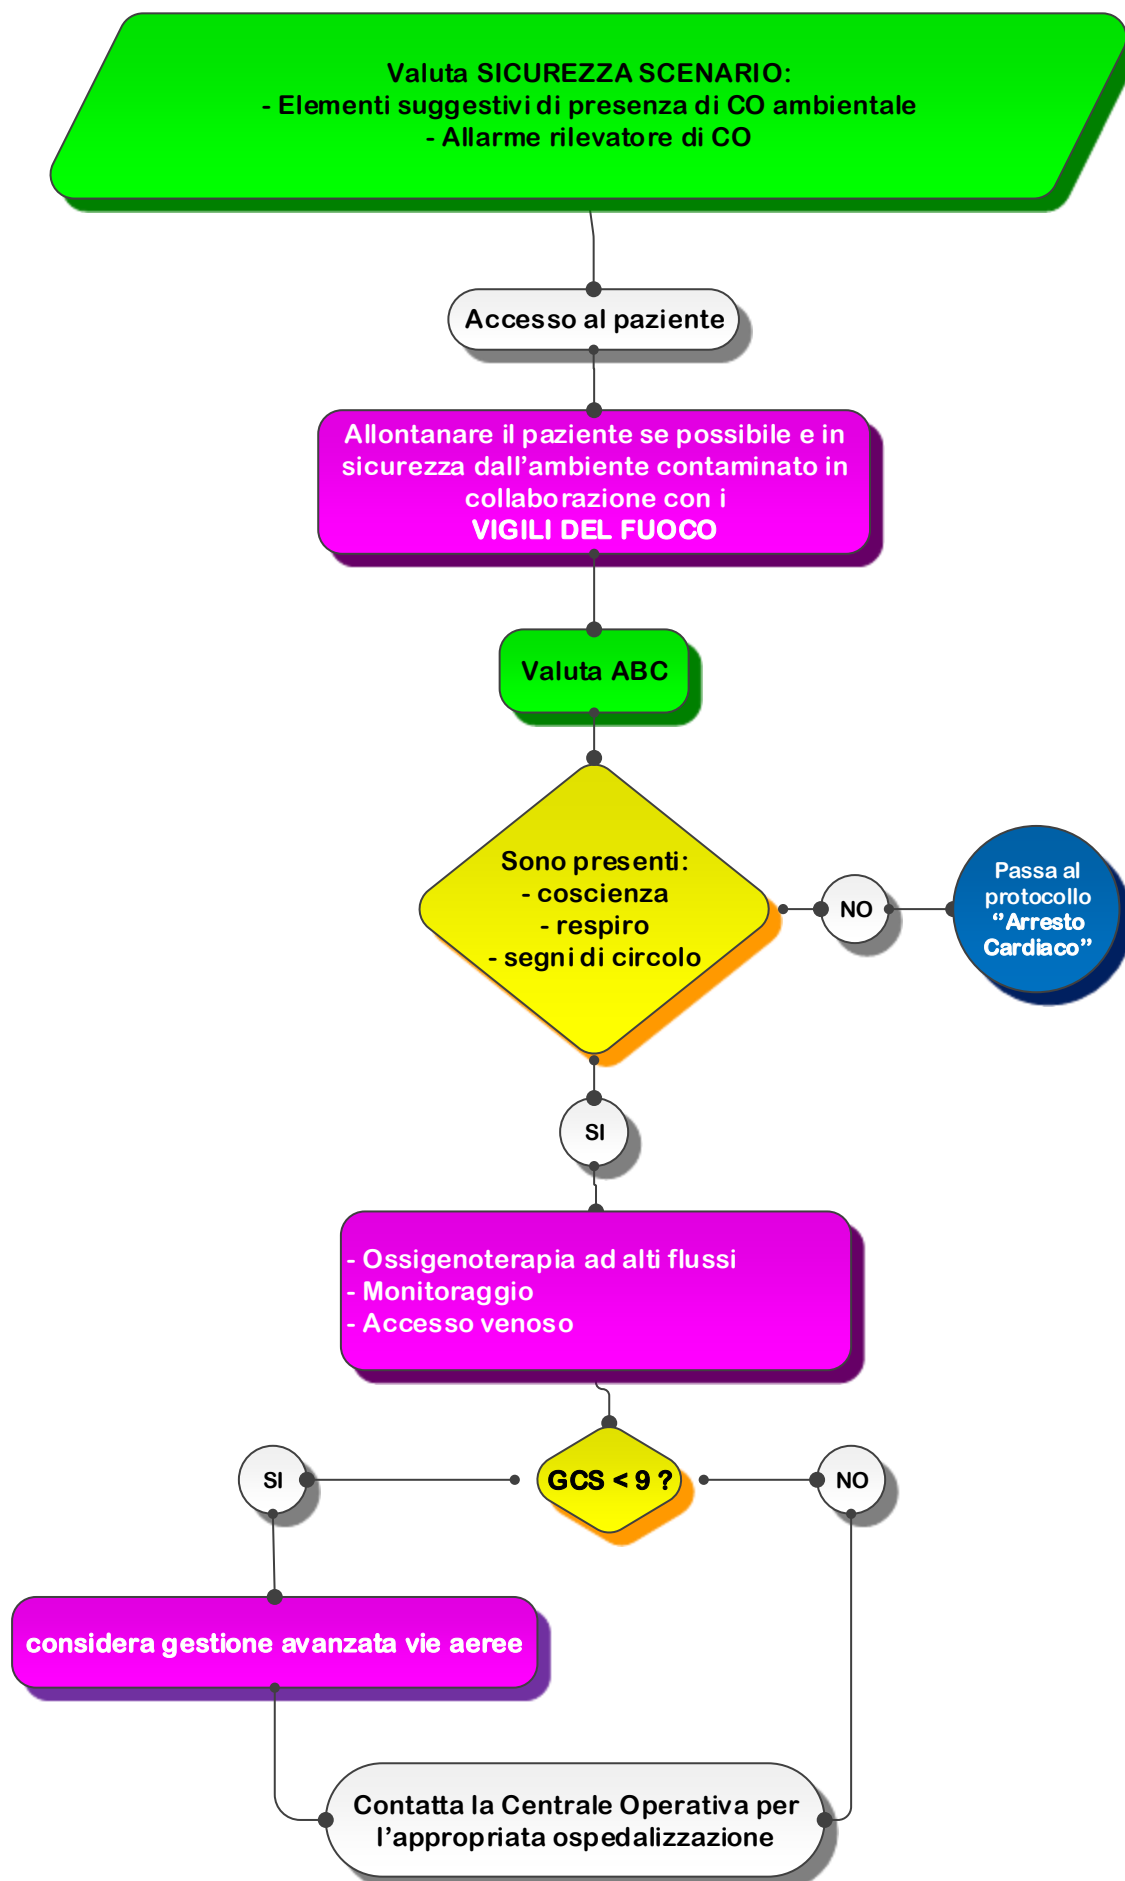 Valuta SICUREZZA SCENARIO:
- Elementi suggestivi di presenza di CO ambientale
- Allarme rilevatore di CO
Accesso al paziente
Allontanare il paziente se possibile e in
sicurezza dall’ambiente contaminato in
collaborazione con i
VIGILI DEL FUOCO
Valuta ABC
Sono presenti:
- coscienza
- respiro
- segni di circolo
NO
Passa al
protocollo
“Arresto
Cardiaco”
SI
- Ossigenoterapia ad alti flussi
- Monitoraggio
- Accesso venoso
SI
GCS < 9 ?
NO
considera gestione avanzata vie aeree
Contatta la Centrale Operativa per
l’appropriata ospedalizzazione